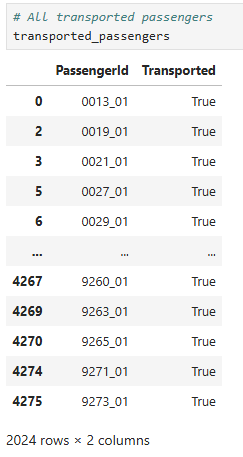 # All transported passengers
transported_passengers
PassengerId Transported
0 0013_01 True
2 0019_01 True
3 0021_01 True
5 0027_01 True
6 0029_01 True
... ... ...
4267 9260_01 True
4269 9263_01 True
4270 9265_01 True
4274 9271_01 True
4275 9273_01 True
2024 rows × 2 columns